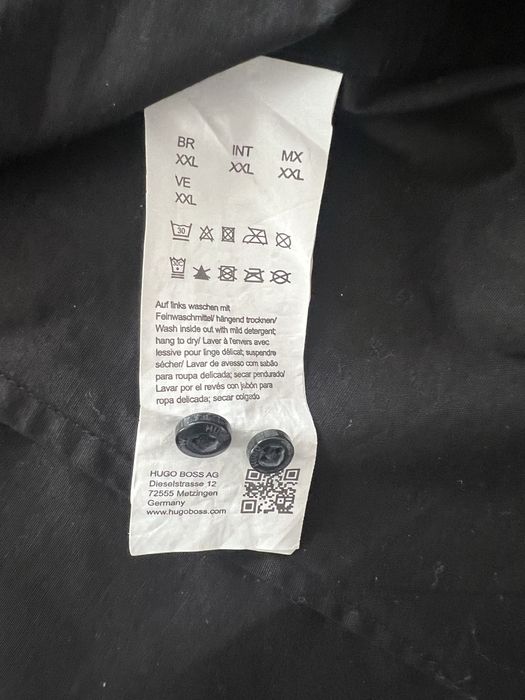 BR INT MX
XXL XXL XXL
VE
XXL
30
Auf links waschen mit
Feinwaschmittel/ hängend trocknen/
Wash inside out with mild detergent;
hang to dry/ Laver à l'envers avec
lessive pour linge délicat; suspendre
sécher/ Lavar de avesso com sabão
para roupa delicada; secar pendurado/
Lavar por el revés con jabón para
ropa delicada; secar colgado
HUGO BOSS AG
Dieselstrasse 12
72555 Metzingen
Germany
www.hugoboss.com